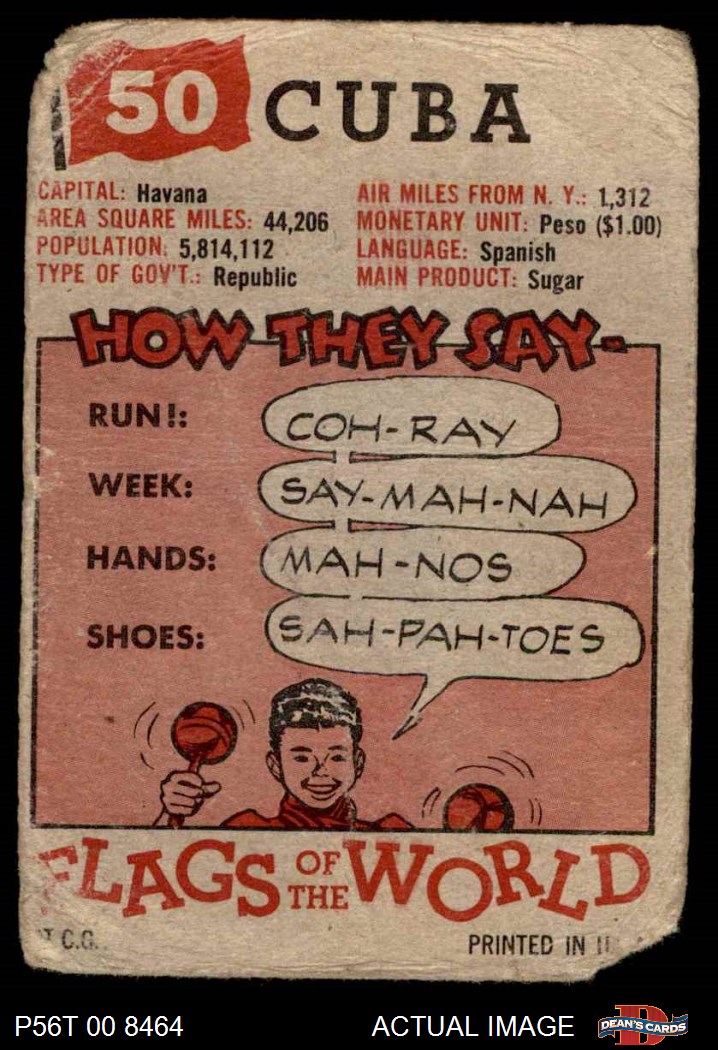 50 CUBA
CAPITAL: Havana
AREA SQUARE MILES: 44,206
POPULATION: 5,814,112
TYPE OF GOV'T.: Republic
AIR MILES FROM N. Y.: 1,312
MONETARY UNIT: Peso ($1.00)
LANGUAGE: Spanish
MAIN PRODUCT: Sugar
HOW THEY SAY-
RUN!: COH-RAY
WEEK: SAY-MAH-NAH
HANDS: MAH-NOS
SHOES: SAH-PAH-TOES
FLAGS OF THE WORLD
T C.G.
PRINTED IN
P56T 00 8464
ACTUAL IMAGE
D
DEAN'S CARDS